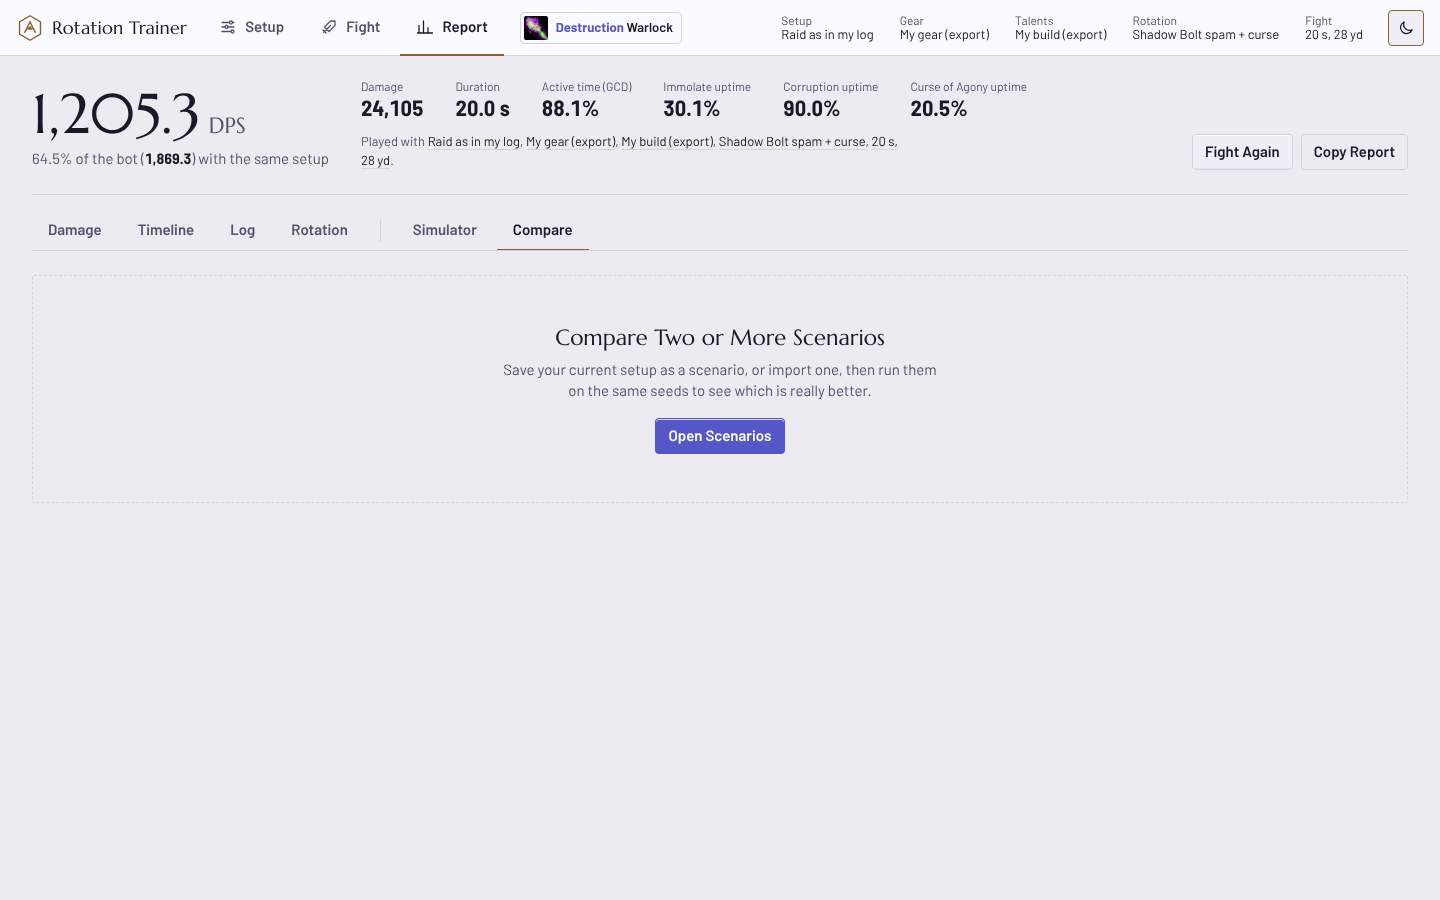 Rotation Trainer
Setup
Fight
Report
Destruction Warlock
Setup
Raid as in my log
Gear
My gear (export)
Talents
My build (export)
Rotation
Shadow Bolt spam + curse
Fight
20 s, 28 yd
1,205.3 DPS
64.5% of the bot (1,869.3) with the same setup
Damage
24,105
Duration
20.0 s
Active time (GCD)
88.1%
Immolate uptime
30.1%
Corruption uptime
90.0%
Curse of Agony uptime
20.5%
Played with Raid as in my log, My gear (export), My build (export), Shadow Bolt spam + curse, 20 s,
28 yd.
Fight Again
Copy Report
Damage
Timeline
Log
Rotation
Simulator
Compare
Compare Two or More Scenarios
Save your current setup as a scenario, or import one, then run them
on the same seeds to see which is really better.
Open Scenarios